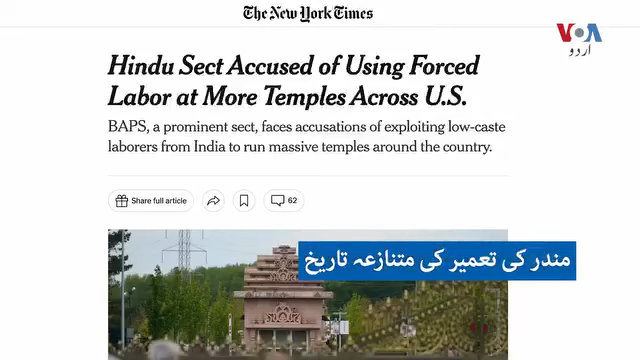 The New York Times
VOA
اردو
Hindu Sect Accused of Using Forced
Labor at More Temples Across U.S.
BAPS, a prominent sect, faces accusations of exploiting low-caste
laborers from India to run massive temples around the country.
Share full article
62
مندر کی تعمیر کی متنازعہ تاریخ